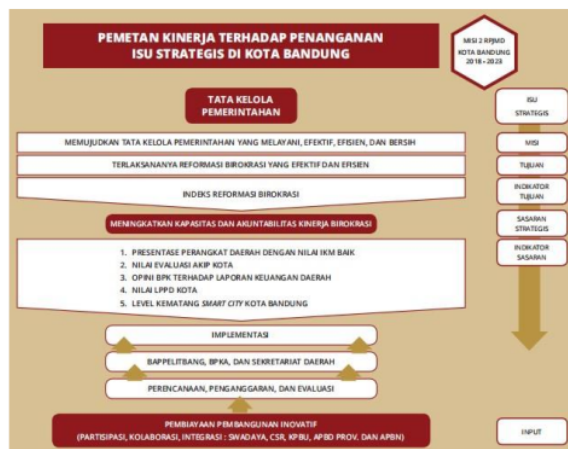 PEMETAN KINERJA TERHADAP PENANGANAN
ISU STRATEGIS DI KOTA BANDUNG
MISI 2 RPJMD
KOTA BANDUNG
2018 - 2023
TATA KELOLA
PEMERINTAHAN
ISU
STRATEGIS
MEMUJUDKAN TATA KELOLA PEMERINTAHAN YANG MELAYANI, EFEKTIF, EFISIEN, DAN BERSIH
MISI
TERLAKSANANYA REFORMASI BIROKRASI YANG EFEKTIF DAN EFISIEN
TUJUAN
INDEKS REFORMASI BIROKRASI
INDIKATOR
TUJUAN
MENINGKATKAN KAPASITAS DAN AKUNTABILITAS KINERJA BIROKRASI
SASARAN
STRATEGIS
INDIKATOR
SASARAN
1. PRESENTASE PERANGKAT DAERAH DENGAN NILAI IKM BAIK
2. NILAI EVALUASI AKIP KOTA
3. OPINI BPK TERHADAP LAPORAN KEUANGAN DAERAH
4. NILAI LPPD KOTA
5. LEVEL KEMATANG SMART CITY KOTA BANDUNG
IMPLEMENTASI
BAPPELITBANG, BPKA, DAN SEKRETARIAT DAERAH
PERENCANAAN, PENGANGGARAN, DAN EVALUASI
PEMBIAYAAN PEMBANGUNAN INOVATIF
(PARTISIPASI, KOLABORASI, INTEGRASI : SWADAYA, CSR, KPBU, APBD PROV. DAN APBN)
INPUT